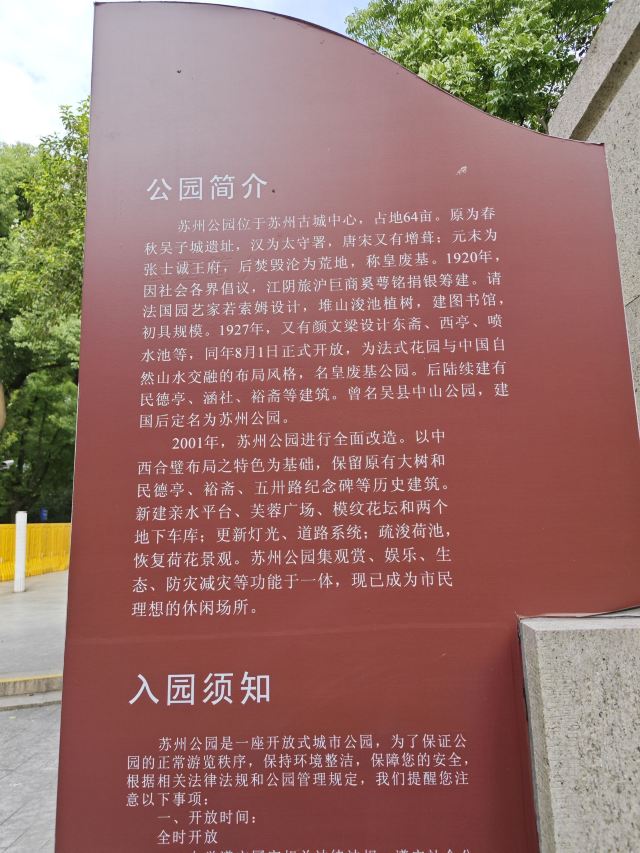 公园简介
苏州公园位于苏州古城中心，占地64亩。原为春
秋吴子城遗址，汉为太守署，唐宋又有增葺；元末为
张士诚王府，后焚毁沦为荒地，称皇废基。1920年，
因社会各界倡议，江阴旅沪巨商奚萼铭捐银筹建。请
法国园艺家若索姆设计，堆山浚池植树，建图书馆，
初具规模。1927年，又有颜文梁设计东斋、西亭、喷
水池等，同年8月1日正式开放，为法式花园与中国自
然山水交融的布局风格，名皇废基公园。后陆续建有
民德亭、涵社、裕斋等建筑。曾名吴县中山公园，建
国后定名为苏州公园。
2001年，苏州公园进行全面改造。以中
西合璧布局之特色为基础，保留原有大树和
民德亭、裕斋、五卅路纪念碑等历史建筑。
新建亲水平台、芙蓉广场、模纹花坛和两个
地下车库；更新灯光、道路系统；疏浚荷池，
恢复荷花景观。苏州公园集观赏、娱乐、生
态、防灾减灾等功能于一体，现已成为市民
理想的休闲场所。
入园须知
苏州公园是一座开放式城市公园，为了保证公
园的正常游览秩序，保持环境整洁，保障您的安全，
根据相关法律法规和公园管理规定，我们提醒您注
意以下事项：
一、开放时间：
全时开放